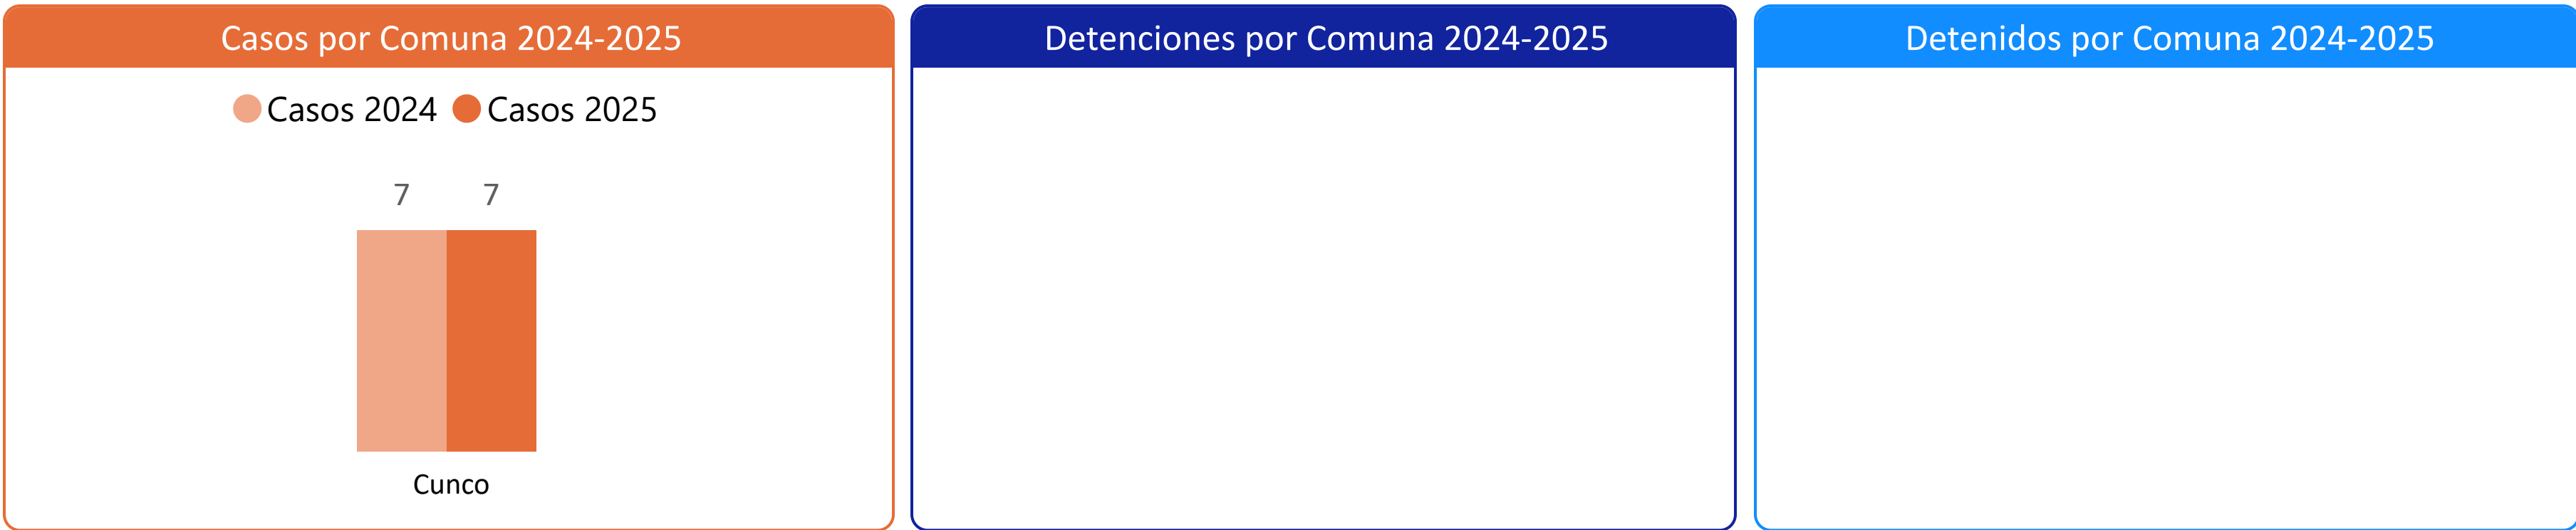 Casos por Comuna 2024-2025
Casos 2024 Casos 2025
7 7
Cunco
Detenciones por Comuna 2024-2025
Detenidos por Comuna 2024-2025